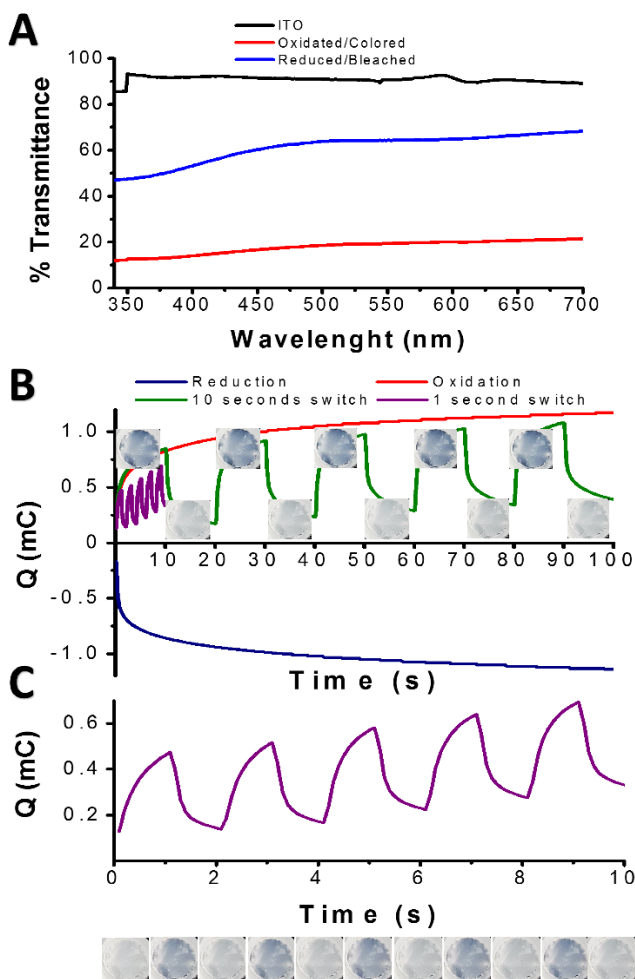 A
ITO
Oxidated/Colored
Reduced/Bleached
100
80
60
40
20
0
% Transmittance
350 400 450 500 550 600 650 700
Wavelenght (nm)
B
Reduction Oxidation
10 seconds switch 1 second switch
1.0
0.5
0
-0.5
-1.0
Q (mC)
10 20 30 40 50 60 70 80 90 100
Time (s)
C
0.6
0.4
0.2
Q (mC)
0 2 4 6 8 10
Time (s)